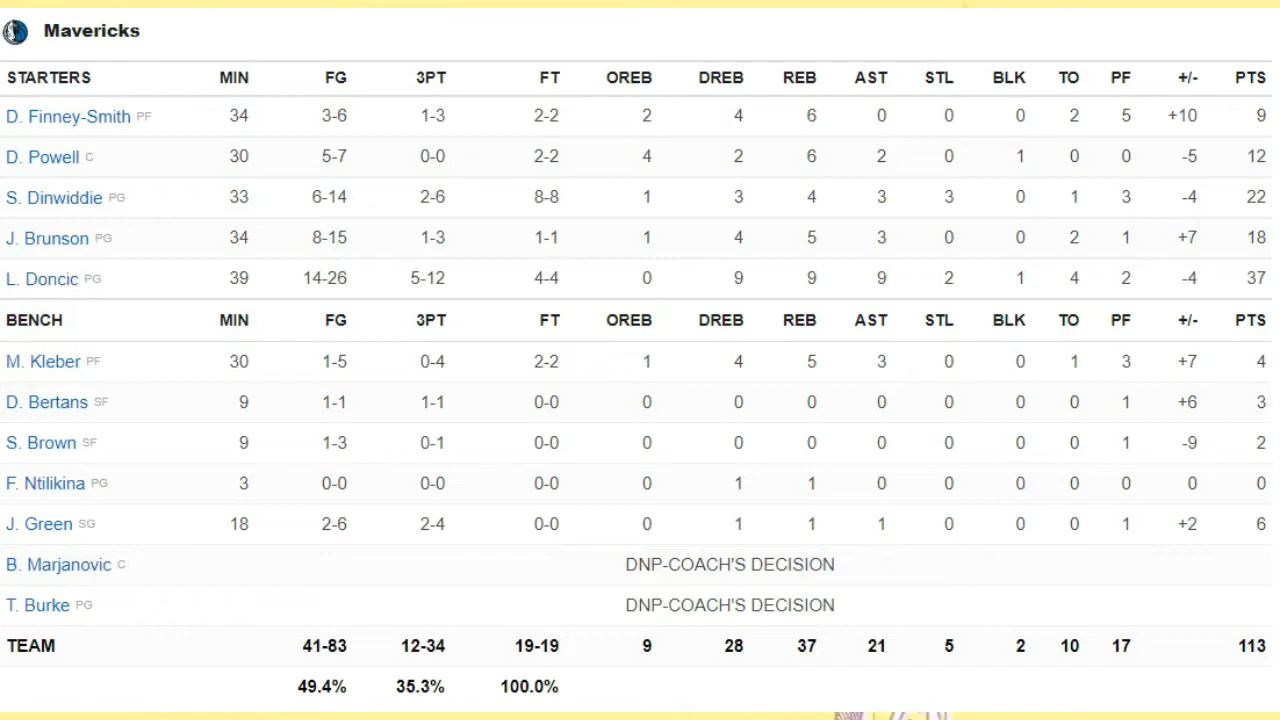 Mavericks
STARTERS MIN FG 3PT FT OREB DREB REB AST STL BLK TO PF +/- PTS
D. Finney-Smith PF 34 3-6 1-3 2-2 2 4 6 0 0 0 2 5 +10 9
D. Powell C 30 5-7 0-0 2-2 4 2 6 2 0 1 0 0 -5 12
S. Dinwiddie PG 33 6-14 2-6 8-8 1 3 4 3 3 0 1 3 -4 22
J. Brunson PG 34 8-15 1-3 1-1 1 4 5 3 0 0 2 1 +7 18
L. Doncic PG 39 14-26 5-12 4-4 0 9 9 9 2 1 4 2 -4 37
BENCH MIN FG 3PT FT OREB DREB REB AST STL BLK TO PF +/- PTS
M. Kleber PF 30 1-5 0-4 2-2 1 4 5 3 0 0 1 3 +7 4
D. Bertans SF 9 1-1 1-1 0-0 0 0 0 0 0 0 0 1 +6 3
S. Brown SF 9 1-3 0-1 0-0 0 0 0 0 0 0 0 1 -9 2
F. Ntilikina PG 3 0-0 0-0 0-0 0 1 1 0 0 0 0 0 0 0
J. Green SG 18 2-6 2-4 0-0 0 1 1 1 0 0 0 1 +2 6
B. Marjanovic C DNP-COACH'S DECISION
T. Burke PG DNP-COACH'S DECISION
TEAM 41-83 12-34 19-19 9 28 37 21 5 2 10 17 113
49.4% 35.3% 100.0%